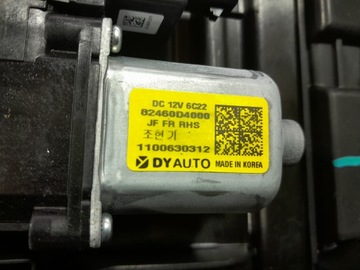 DC 12V 6C22
82460D4000
JF FR RHS
조현기
1100630312
DYAUTO
MADE IN KOREA